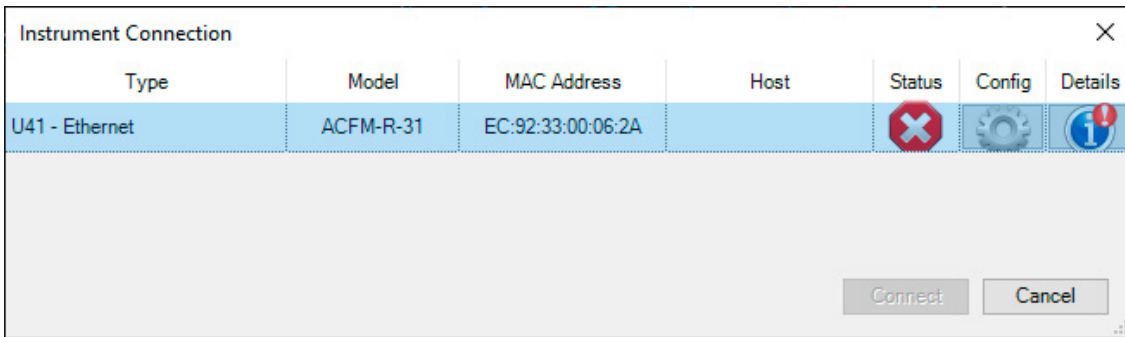 Instrument Connection
Type Model MAC Address Host Status Config Details
U41 - Ethernet ACFM-R-31 EC:92:33:00:06:2A
Connect Cancel